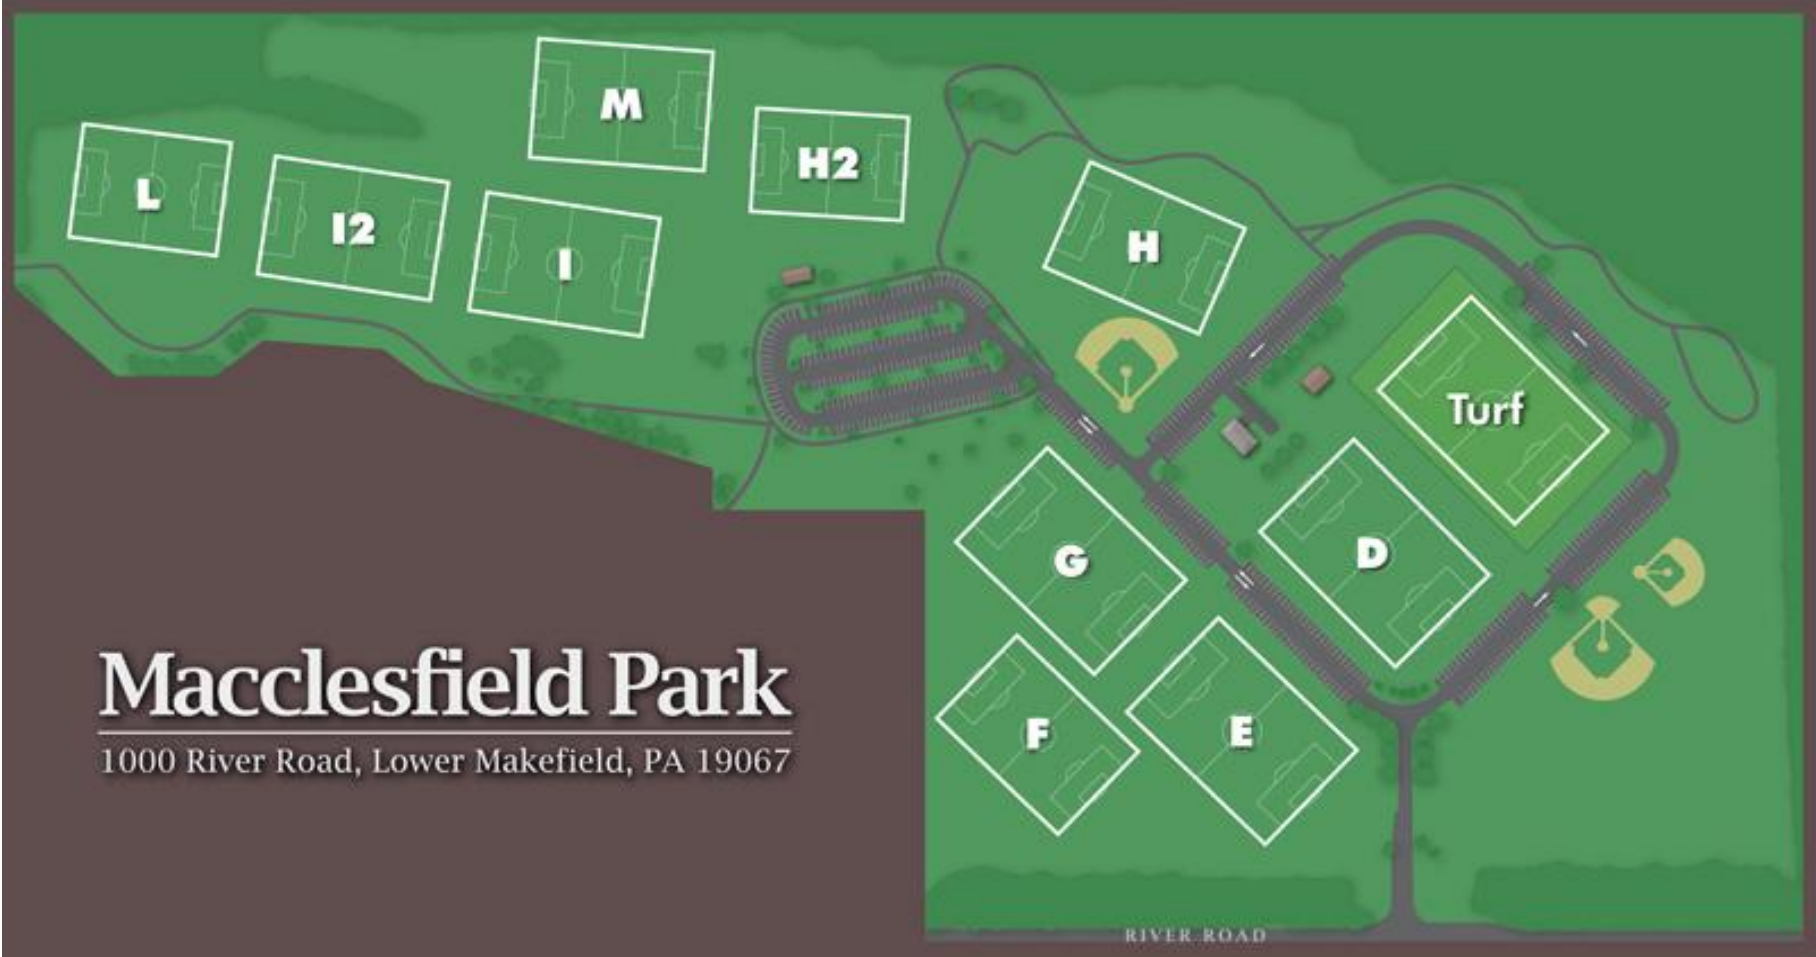 M
H2
L
I2
I
H
Turf
G
D
F
E
Macclesfield Park
1000 River Road, Lower Makefield, PA 19067
RIVER ROAD